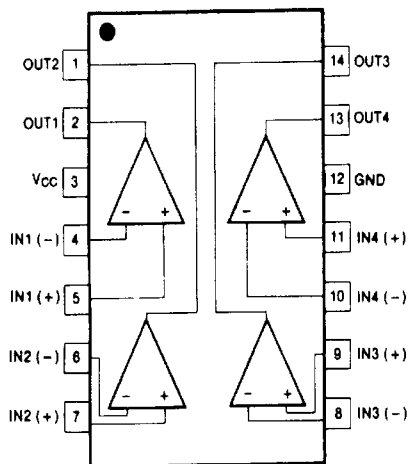 OUT2 1 14 OUT3
OUT1 2 13 OUT4
VCC 3 12 GND
- + - +
IN1 (-) 4 11 IN4 (+)
IN1 (+) 5 10 IN4 (-)
IN2 (-) 6 9 IN3 (+)
- + - +
IN2 (+) 7 8 IN3 (-)